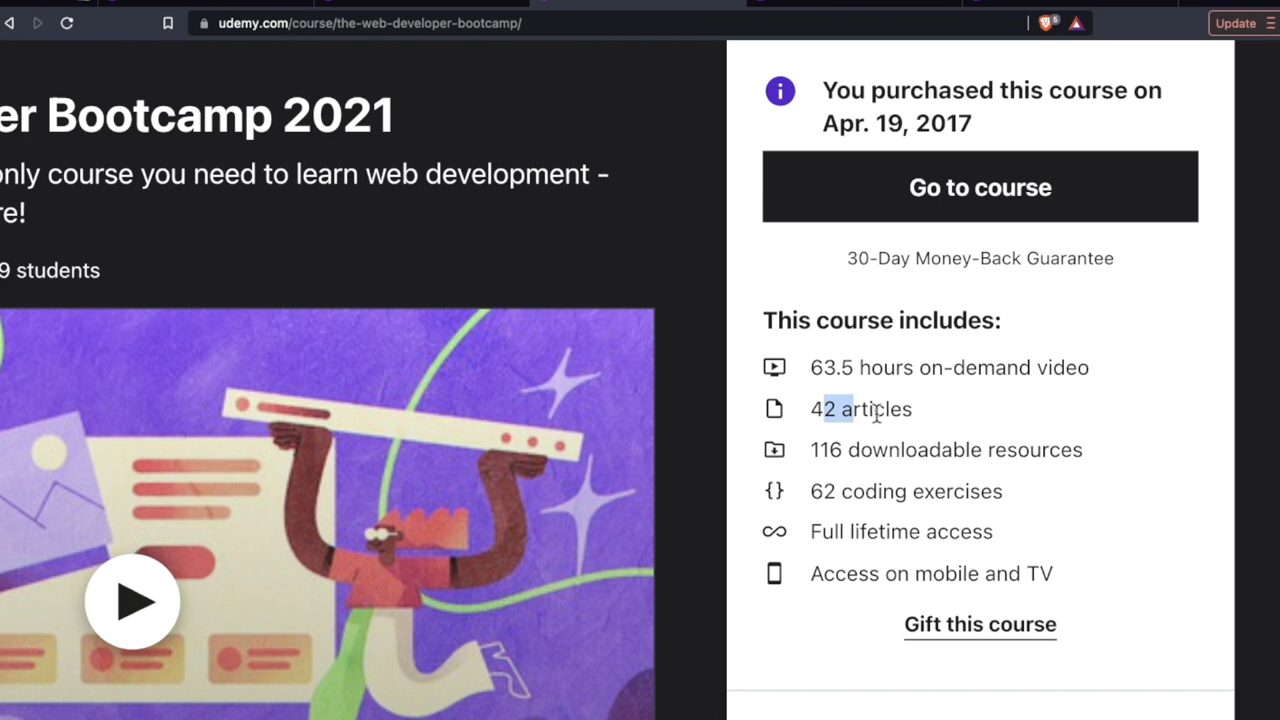 udemy.com/course/the-web-developer-bootcamp/
5
Update
er Bootcamp 2021
only course you need to learn web development -
re!
9 students
You purchased this course on
Apr. 19, 2017
Go to course
30-Day Money-Back Guarantee
This course includes:
63.5 hours on-demand video
42 articles
116 downloadable resources
62 coding exercises
Full lifetime access
Access on mobile and TV
Gift this course